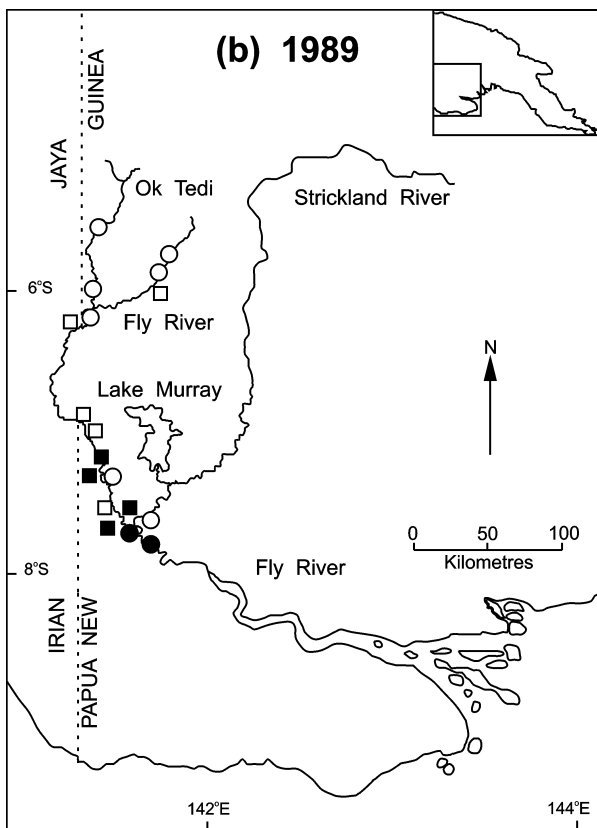 (b) 1989
GUINEA
JAYA
Ok Tedi
Strickland River
6°S
Fly River
N
Lake Murray
0 50 100
Kilometres
8°S
Fly River
IRIAN
PAPUA NEW
142°E
144°E